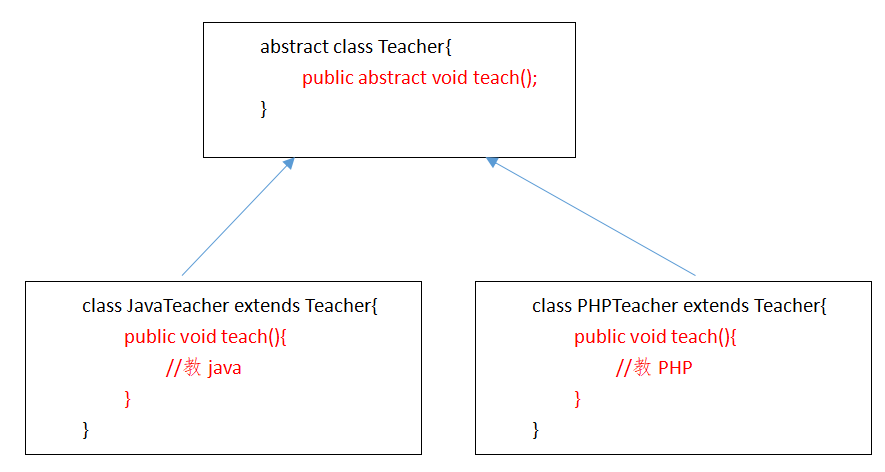 abstract class Teacher{
public abstract void teach();
}
class JavaTeacher extends Teacher{
public void teach(){
//教 java
}
}
class PHPTeacher extends Teacher{
public void teach(){
//教 PHP
}
}